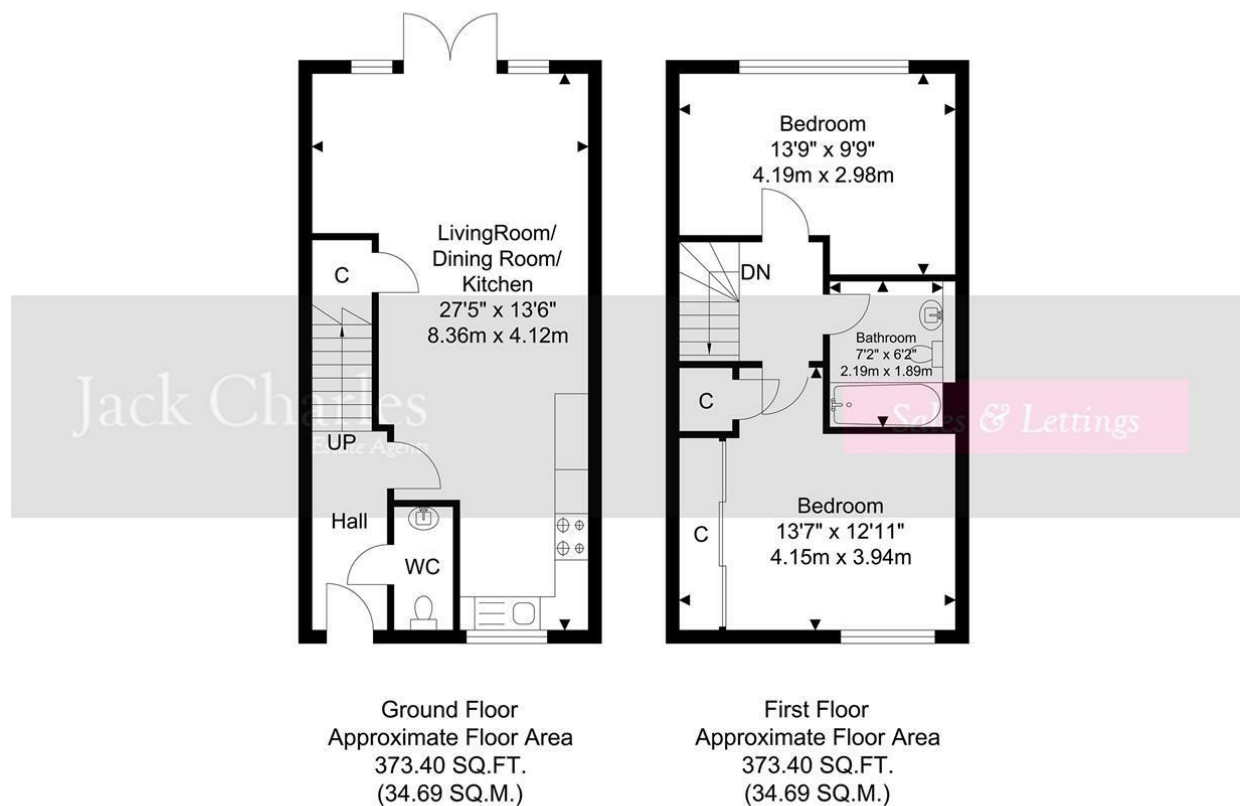 LivingRoom/
Dining Room/
Kitchen
27'5" x 13'6"
8.36m x 4.12m
C
UP
Hall
WC
Bedroom
13'9" x 9'9"
4.19m x 2.98m
DN
Bathroom
7'2" x 6'2"
2.19m x 1.89m
C
C
Bedroom
13'7" x 12'11"
4.15m x 3.94m
Jack Charles
Estate Agents
Sales & Lettings
Ground Floor
Approximate Floor Area
373.40 SQ.FT.
(34.69 SQ.M.)
First Floor
Approximate Floor Area
373.40 SQ.FT.
(34.69 SQ.M.)